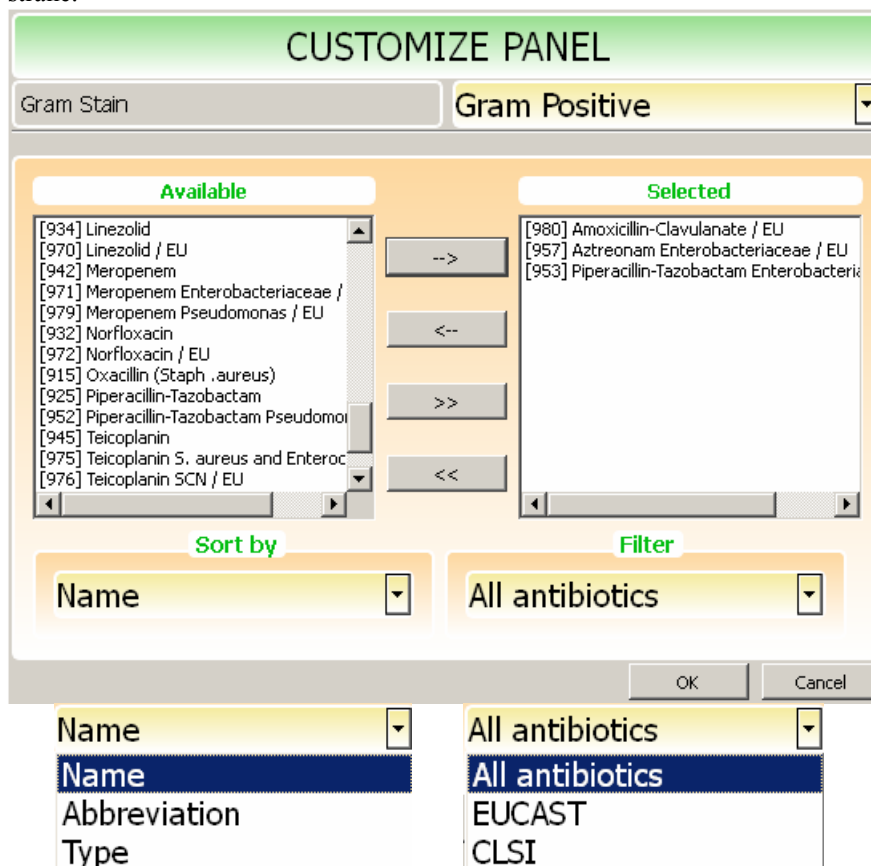 CUSTOMIZE PANEL
Gram Stain
Gram Positive
Available
[934] Linezolid
[970] Linezolid / EU
[942] Meropenem
[971] Meropenem Enterobacteriaceae /
[979] Meropenem Pseudomonas / EU
[932] Norfloxacin
[972] Norfloxacin / EU
[915] Oxacillin (Staph .aureus)
[925] Piperacillin-Tazobactam
[952] Piperacillin-Tazobactam Pseudomo
[945] Teicoplanin
[975] Teicoplanin S. aureus and Enteroc
[976] Teicoplanin SCN / EU
-->
<--
>>
<<
Selected
[980] Amoxicillin-Clavulanate / EU
[957] Aztreonam Enterobacteriaceae / EU
[953] Piperacillin-Tazobactam Enterobacteria
Sort by
Name
Filter
All antibiotics
OK
Cancel
Name
Name
Abbreviation
Type
All antibiotics
All antibiotics
EUCAST
CLSI